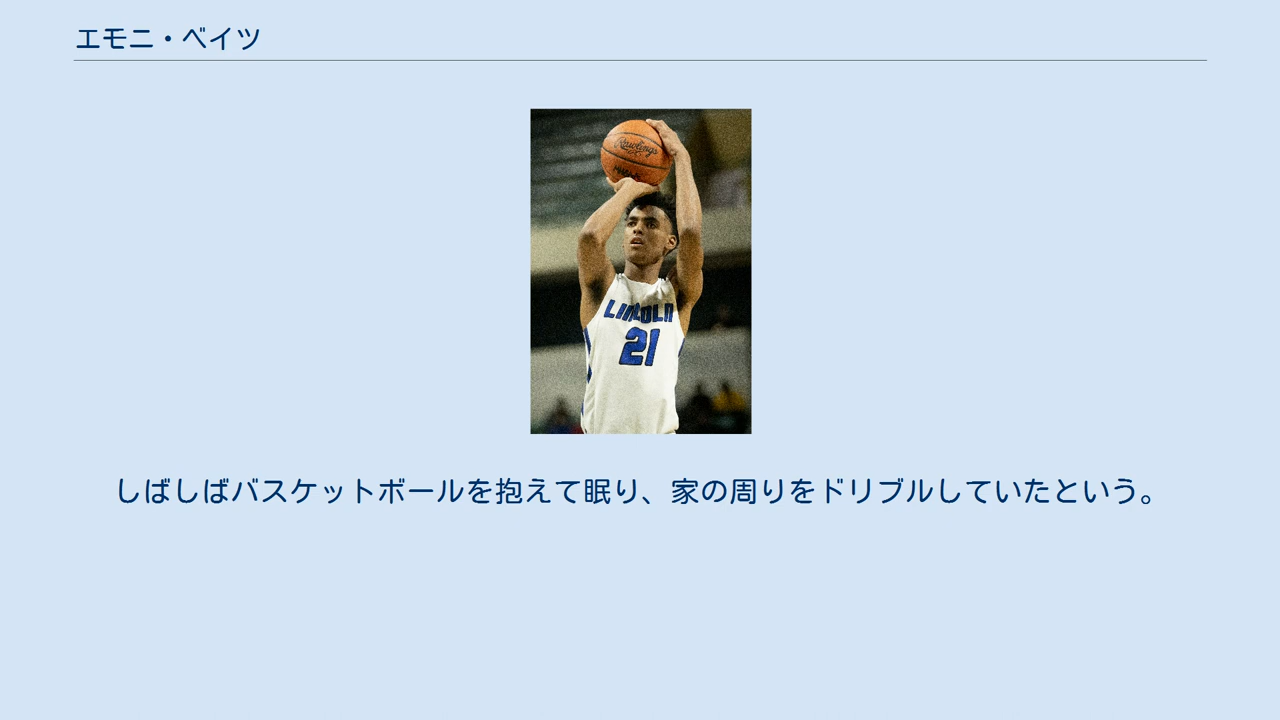 エモニ・ベイツ
Rawlings
LINCOLN
21
しばしばバスケットボールを抱えて眠り、家の周りをドリブルしていたという。